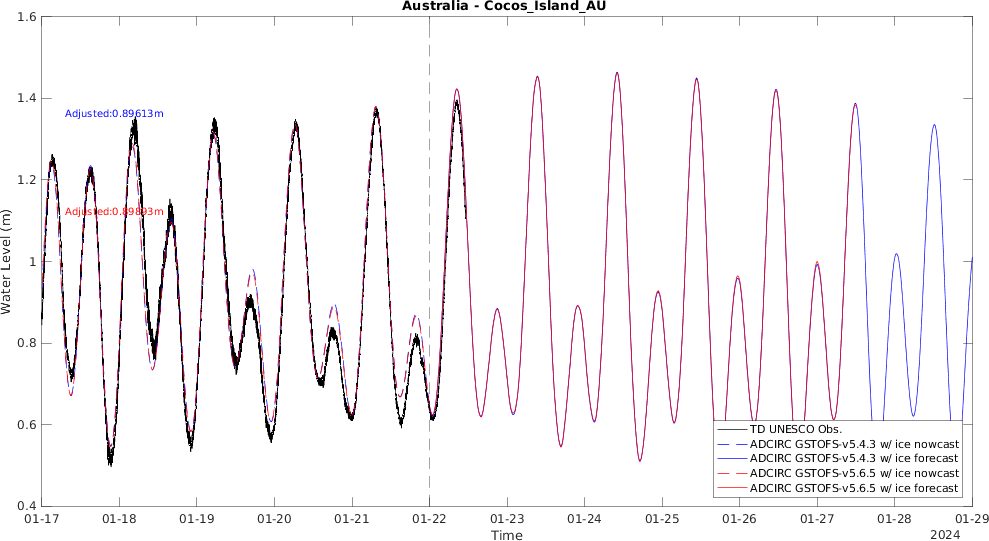 Australia - Cocos_Island_AU
1.6
1.4
1.2
1
0.8
0.6
0.4
Water Level (m)
Adjusted:0.89613m
Adjusted:0.89893m
TD UNESCO Obs.
ADCIRC GSTOFS-v5.4.3 w/ ice nowcast
ADCIRC GSTOFS-v5.4.3 w/ ice forecast
ADCIRC GSTOFS-v5.6.5 w/ ice nowcast
ADCIRC GSTOFS-v5.6.5 w/ ice forecast
01-17 01-18 01-19 01-20 01-21 01-22 01-23 01-24 01-25 01-26 01-27 01-28 01-29
Time
2024